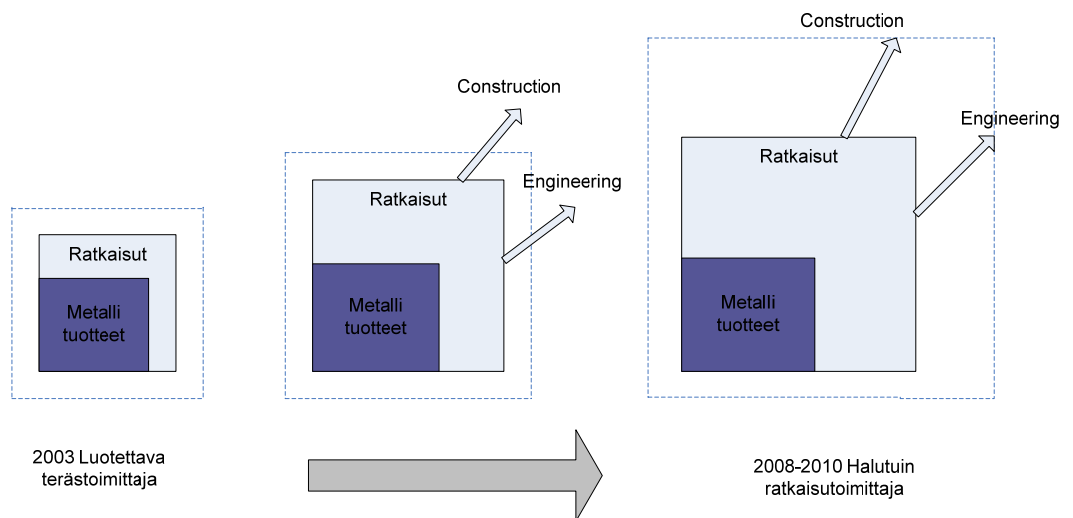 Ratkaisut
Metalli
tuotteet
2003 Luotettava
terästoimittaja
Construction
Engineering
Ratkaisut
Metalli
tuotteet
Construction
Engineering
Ratkaisut
Metalli
tuotteet
2008-2010 Halutuin
ratkaisutoimittaja